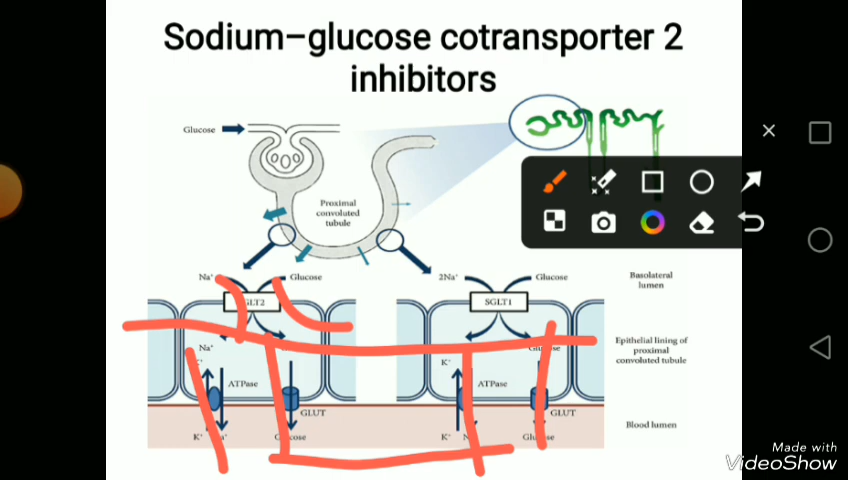 Sodium–glucose cotransporter 2
inhibitors
Glucose
Proximal
convoluted
tubule
Na⁺
Glucose
2Na⁺
Glucose
Basolateral
lumen
SGLT1
Na⁺
Epithelial lining of
proximal
convoluted tubule
K⁺
ATPase
ATPase
GLUT
GLUT
Blood lumen
K⁺
K⁺
Made with
VideoShow